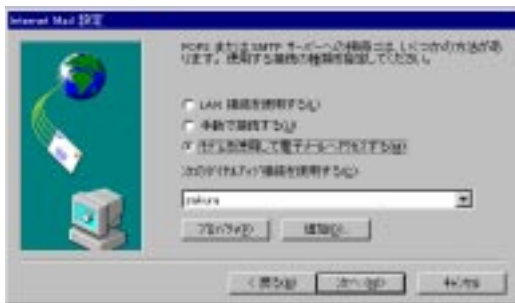 Internet Mail 設定
POP3 または SMTP サーバーへの接続には、いくつかの方法があ
ります。使用する接続の種類を指定してください。
LAN 接続を使用する(L)
手動で接続する(U)
モデムを使用して電子メールへアクセスする(M)
次のダイヤルアップ接続を使用する(C)
sakura
プロパティ(P)
追加(D)...
< 戻る(B)
次へ(N) >
キャンセル